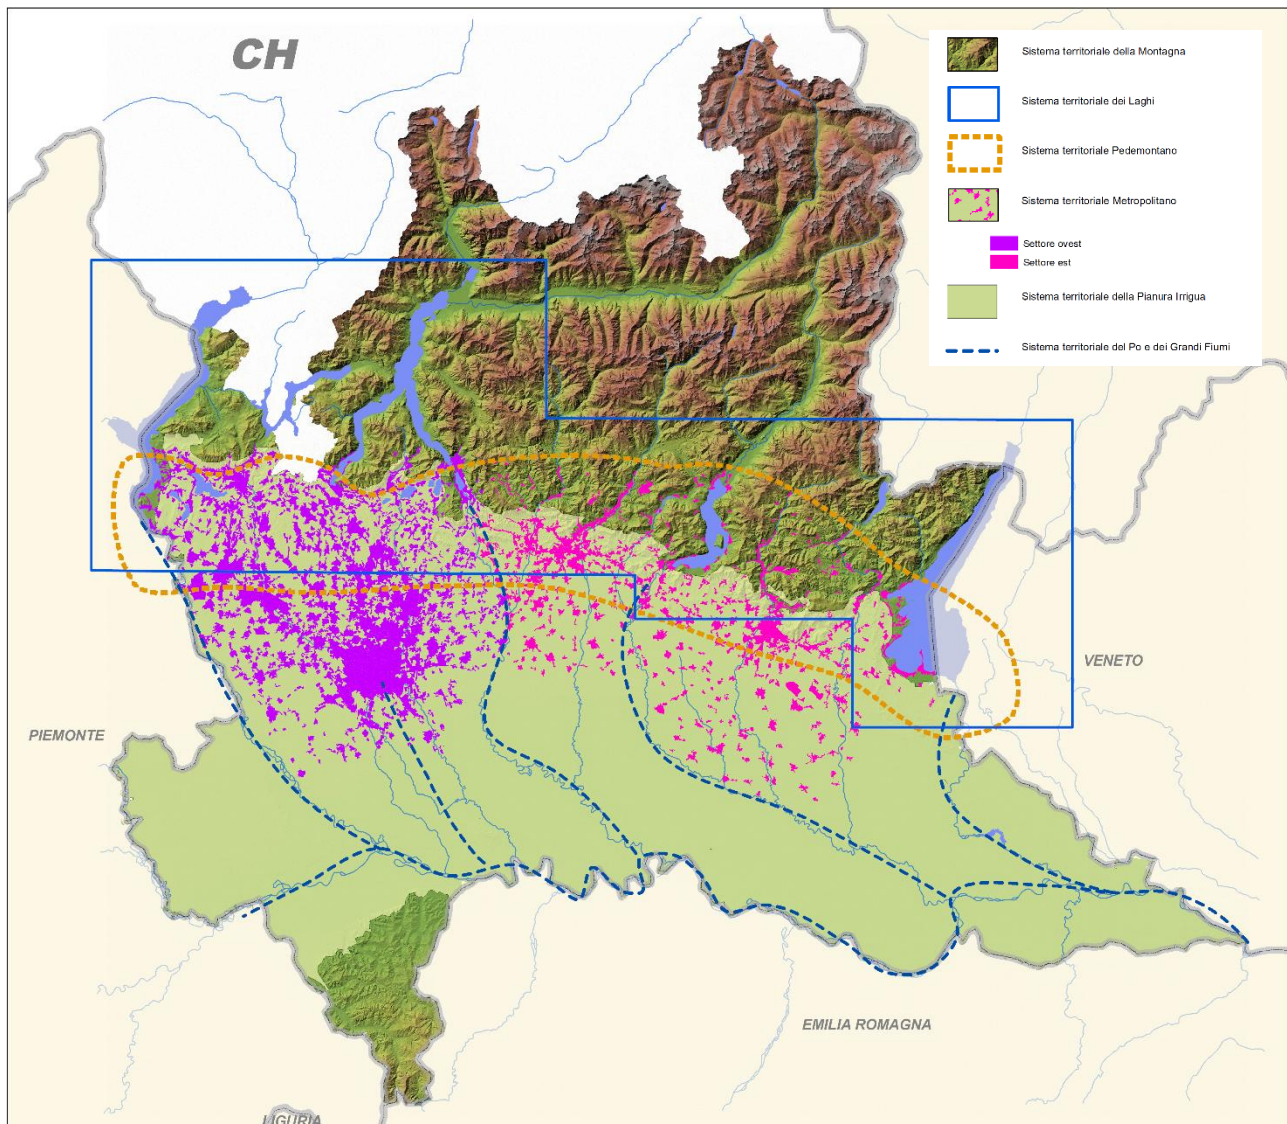 CH
Sistema territoriale della Montagna
Sistema territoriale dei Laghi
Sistema territoriale Pedemontano
Sistema territoriale Metropolitano
Settore ovest
Settore est
Sistema territoriale della Pianura Irrigua
Sistema territoriale del Po e dei Grandi Fiumi
VENETO
PIEMONTE
EMILIA ROMAGNA
LIGURIA